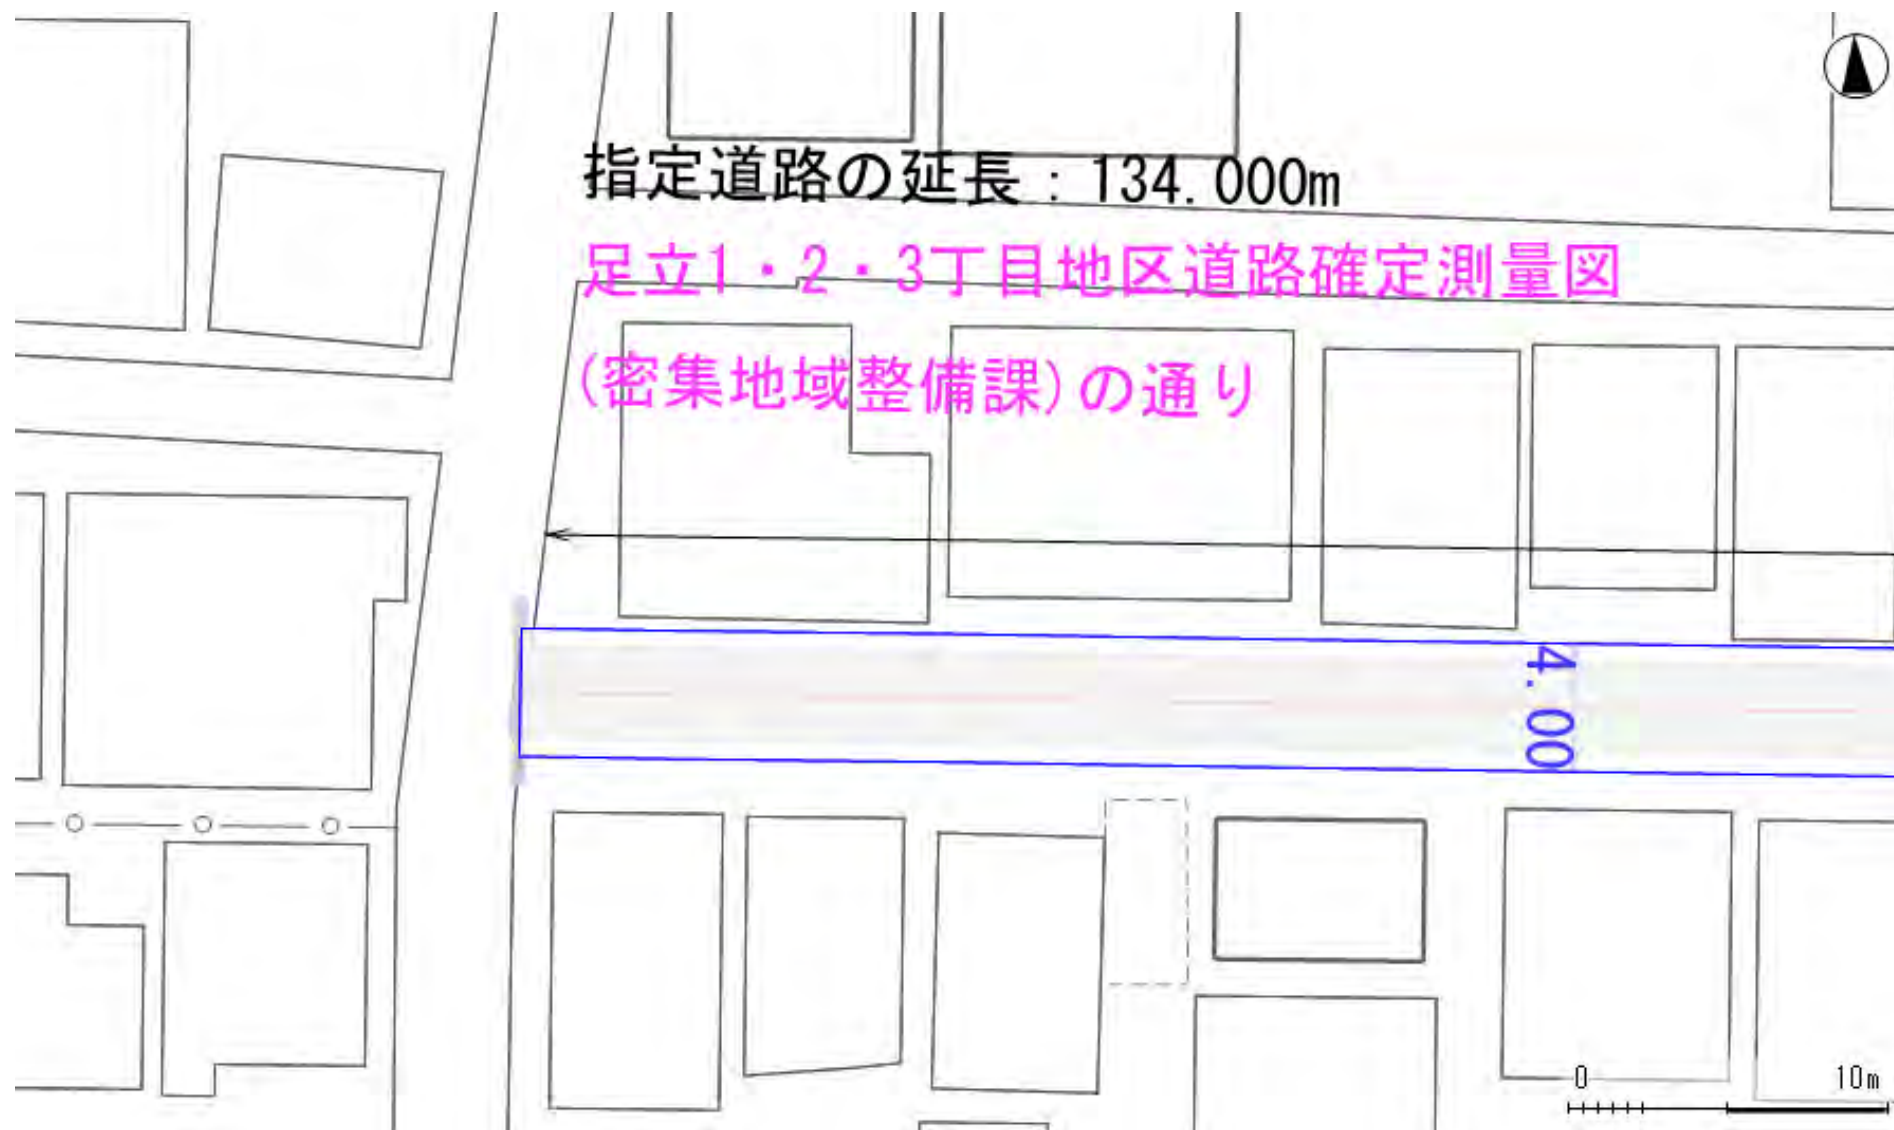 指定道路の延長：134.000m
足立1・2・3丁目地区道路確定測量図
(密集地域整備課)の通り
4.00
0 10m